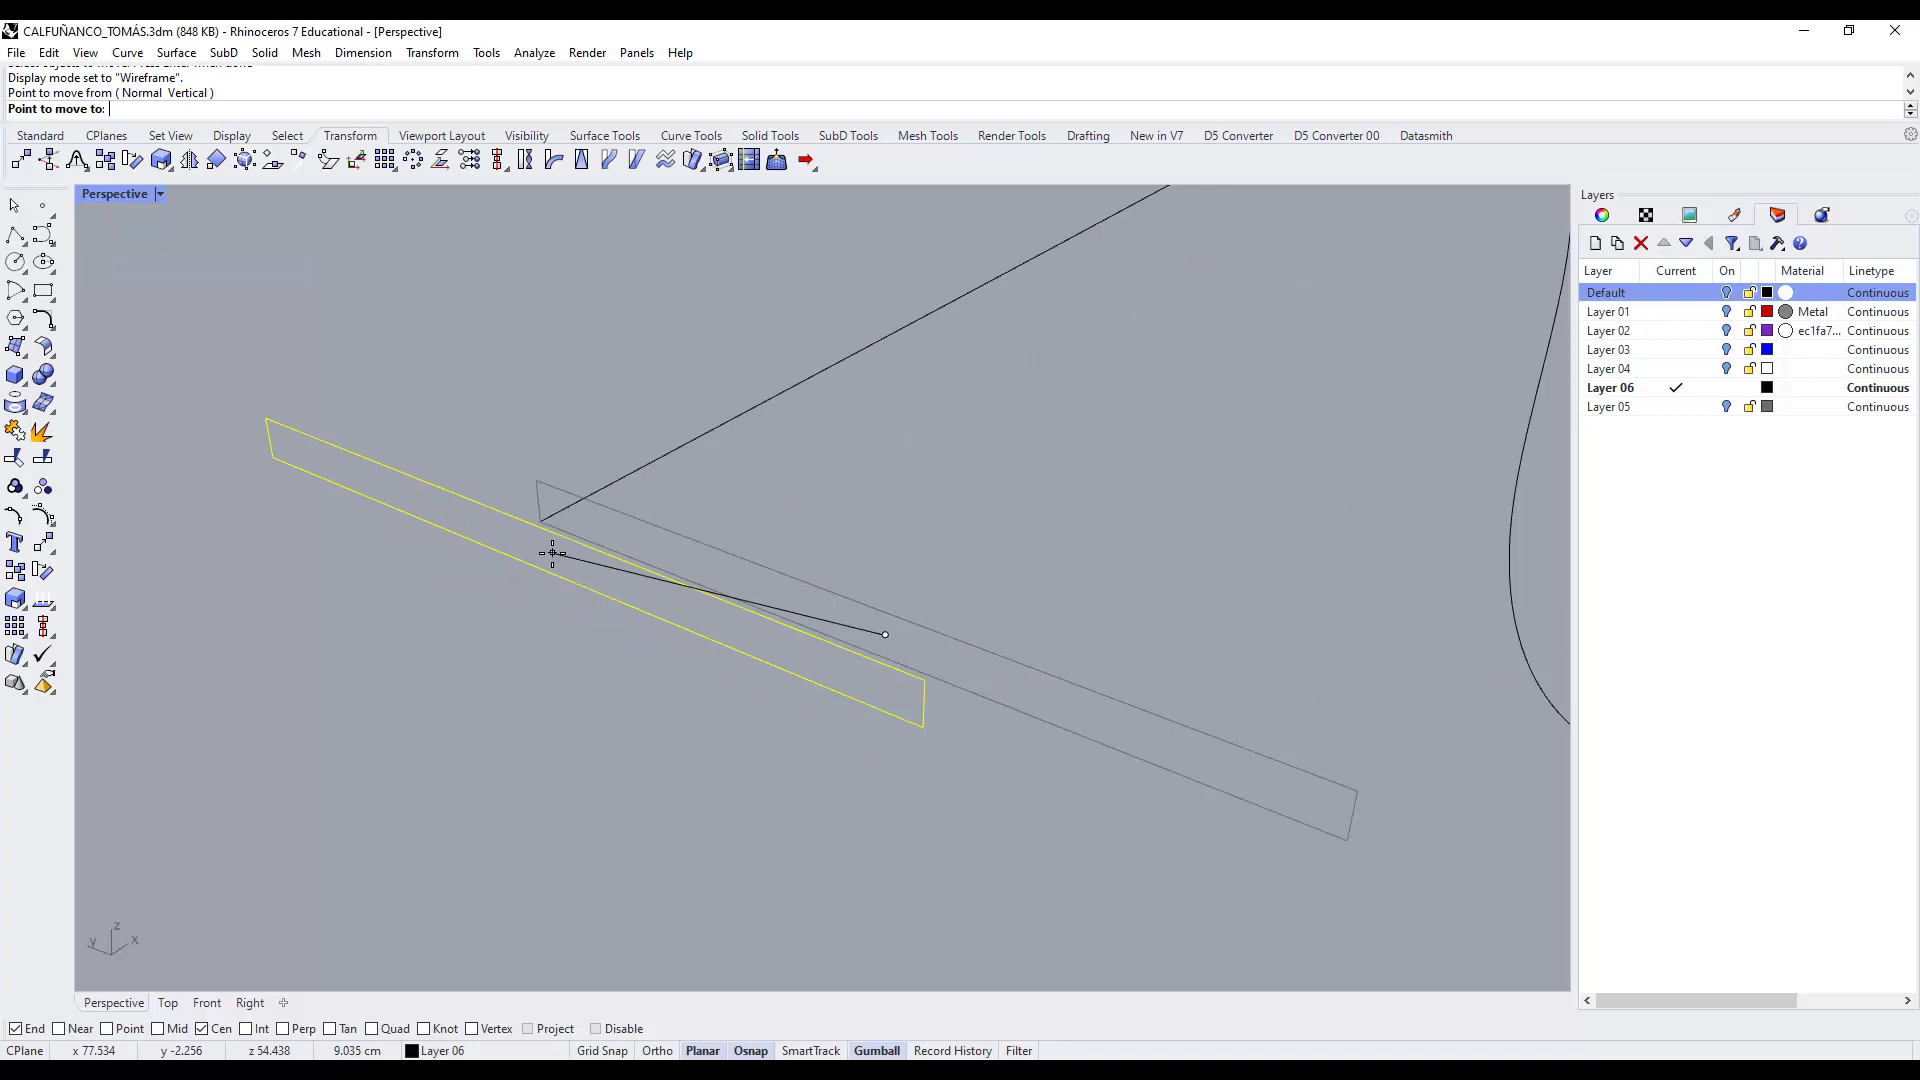 CALFUÑANCO_TOMÁS.3dm (848 KB) - Rhinoceros 7 Educational - [Perspective]
File Edit View Curve Surface SubD Solid Mesh Dimension Transform Tools Analyze Render Panels Help
Display mode set to "Wireframe".
Point to move from ( Normal Vertical )
Point to move to:
Standard CPlanes Set View Display Select Transform Viewport Layout Visibility Surface Tools Curve Tools Solid Tools SubD Tools Mesh Tools Render Tools Drafting New in V7 D5 Converter D5 Converter 00 Datasmith
Perspective
Layers
Layer Current On Material Linetype
Default Continuous
Layer 01 Metal Continuous
Layer 02 ec1fa7... Continuous
Layer 03 Continuous
Layer 04 Continuous
Layer 06 Continuous
Layer 05 Continuous
z
y x
Perspective Top Front Right
End Near Point Mid Cen Int Perp Tan Quad Knot Vertex Project Disable
CPlane x 77.534 y -2.256 z 54.438 9.035 cm Layer 06 Grid Snap Ortho Planar Osnap SmartTrack Gumball Record History Filter